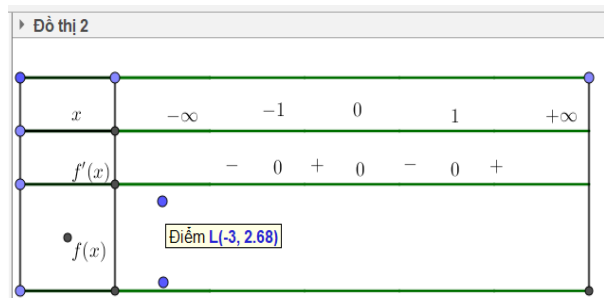 Đồ thị 2
x −∞ −1 0 1 +∞
f′(x) − 0 + 0 − 0 +
Điểm L(-3, 2.68)
f(x)